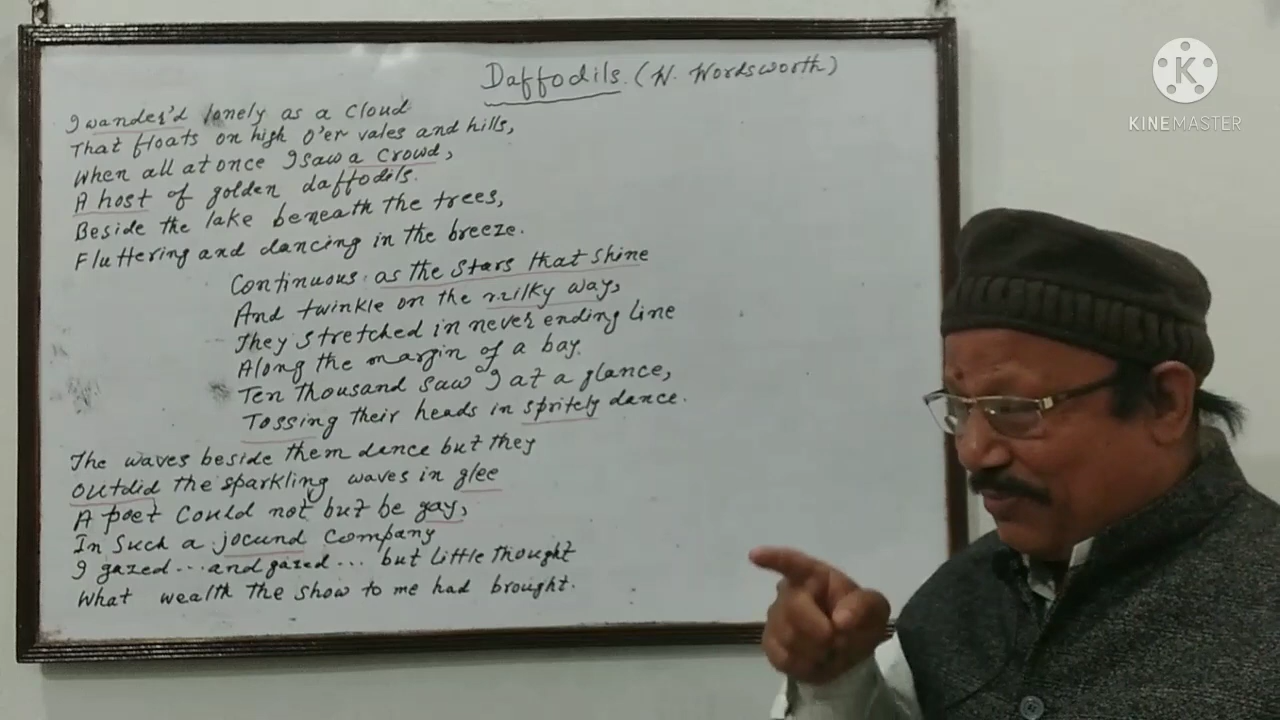 Daffodils. (W. Wordsworth)
I wander'd lonely as a cloud
That floats on high O'er vales and hills,
When all at once I saw a crowd,
A host of golden daffodils.
Beside the lake beneath the trees,
Fluttering and dancing in the breeze.
Continuous as the stars that shine
And twinkle on the milky way,
They stretched in never ending line
Along the margin of a bay.
Ten thousand saw I at a glance,
Tossing their heads in spritely dance.
The waves beside them dance but they
outdid the sparkling waves in glee
A poet could not but be gay,
In such a jocund company
I gazed... and gazed... but little thought
What wealth the show to me had brought.
K
KINEMASTER